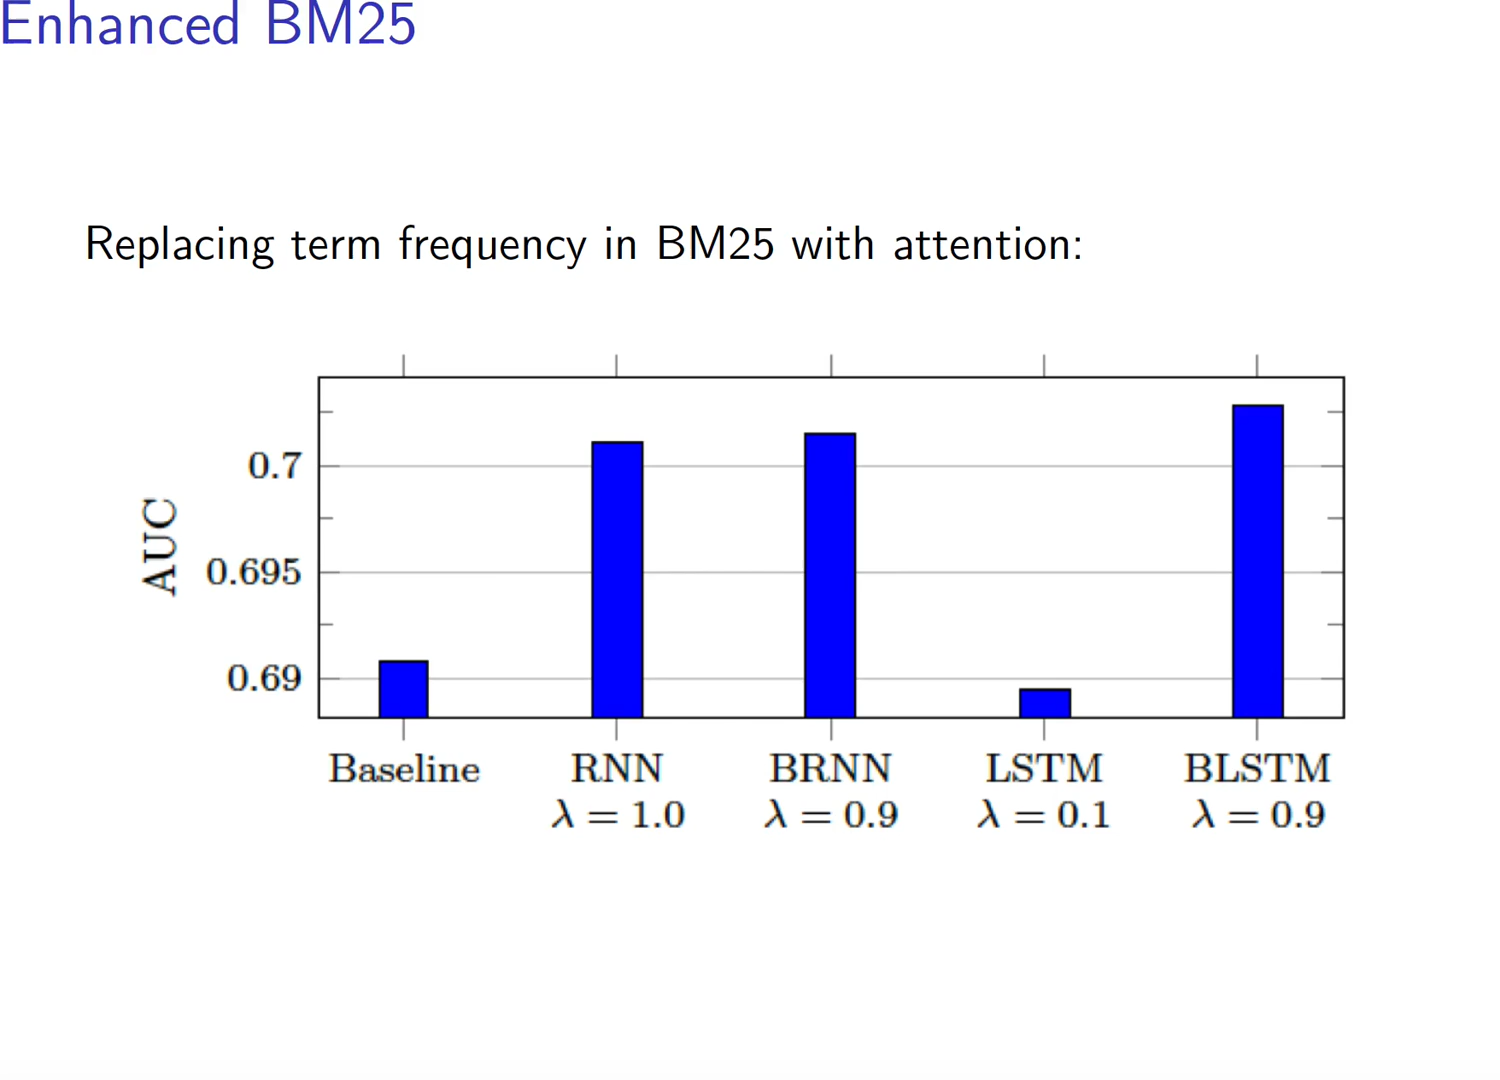 Enhanced BM25
Replacing term frequency in BM25 with attention:
AUC
0.7
0.695
0.69
Baseline RNN BRNN LSTM BLSTM
λ = 1.0 λ = 0.9 λ = 0.1 λ = 0.9